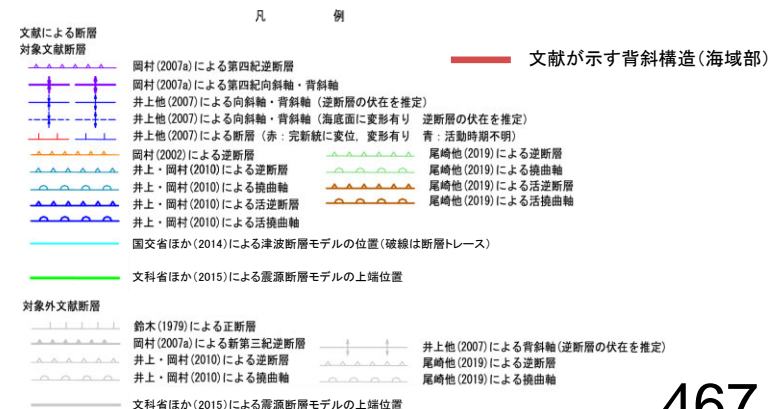 凡 例
文献による断層
対象文献断層
岡村(2007a)による第四紀逆断層
文献が示す背斜構造(海域部)
岡村(2007a)による第四紀向斜軸・背斜軸
井上他(2007)による向斜軸・背斜軸(逆断層の伏在を推定)
井上他(2007)による向斜軸・背斜軸(海底面に変形有り 逆断層の伏在を推定)
井上他(2007)による断層(赤:完新統に変位,変形有り 青:活動時期不明)
岡村(2002)による逆断層
尾崎他(2019)による逆断層
井上・岡村(2010)による逆断層
尾崎他(2019)による撓曲軸
井上・岡村(2010)による撓曲軸
尾崎他(2019)による活逆断層
井上・岡村(2010)による活逆断層
尾崎他(2019)による活撓曲軸
井上・岡村(2010)による活撓曲軸
国交省ほか(2014)による津波断層モデルの位置(破線は断層トレース)
文科省ほか(2015)による震源断層モデルの上端位置
対象外文献断層
鈴木(1979)による正断層
岡村(2007a)による新第三紀逆断層
井上他(2007)による背斜軸(逆断層の伏在を推定)
井上・岡村(2010)による逆断層
尾崎他(2019)による逆断層
井上・岡村(2010)による撓曲軸
尾崎他(2019)による撓曲軸
文科省ほか(2015)による震源断層モデルの上端位置
467